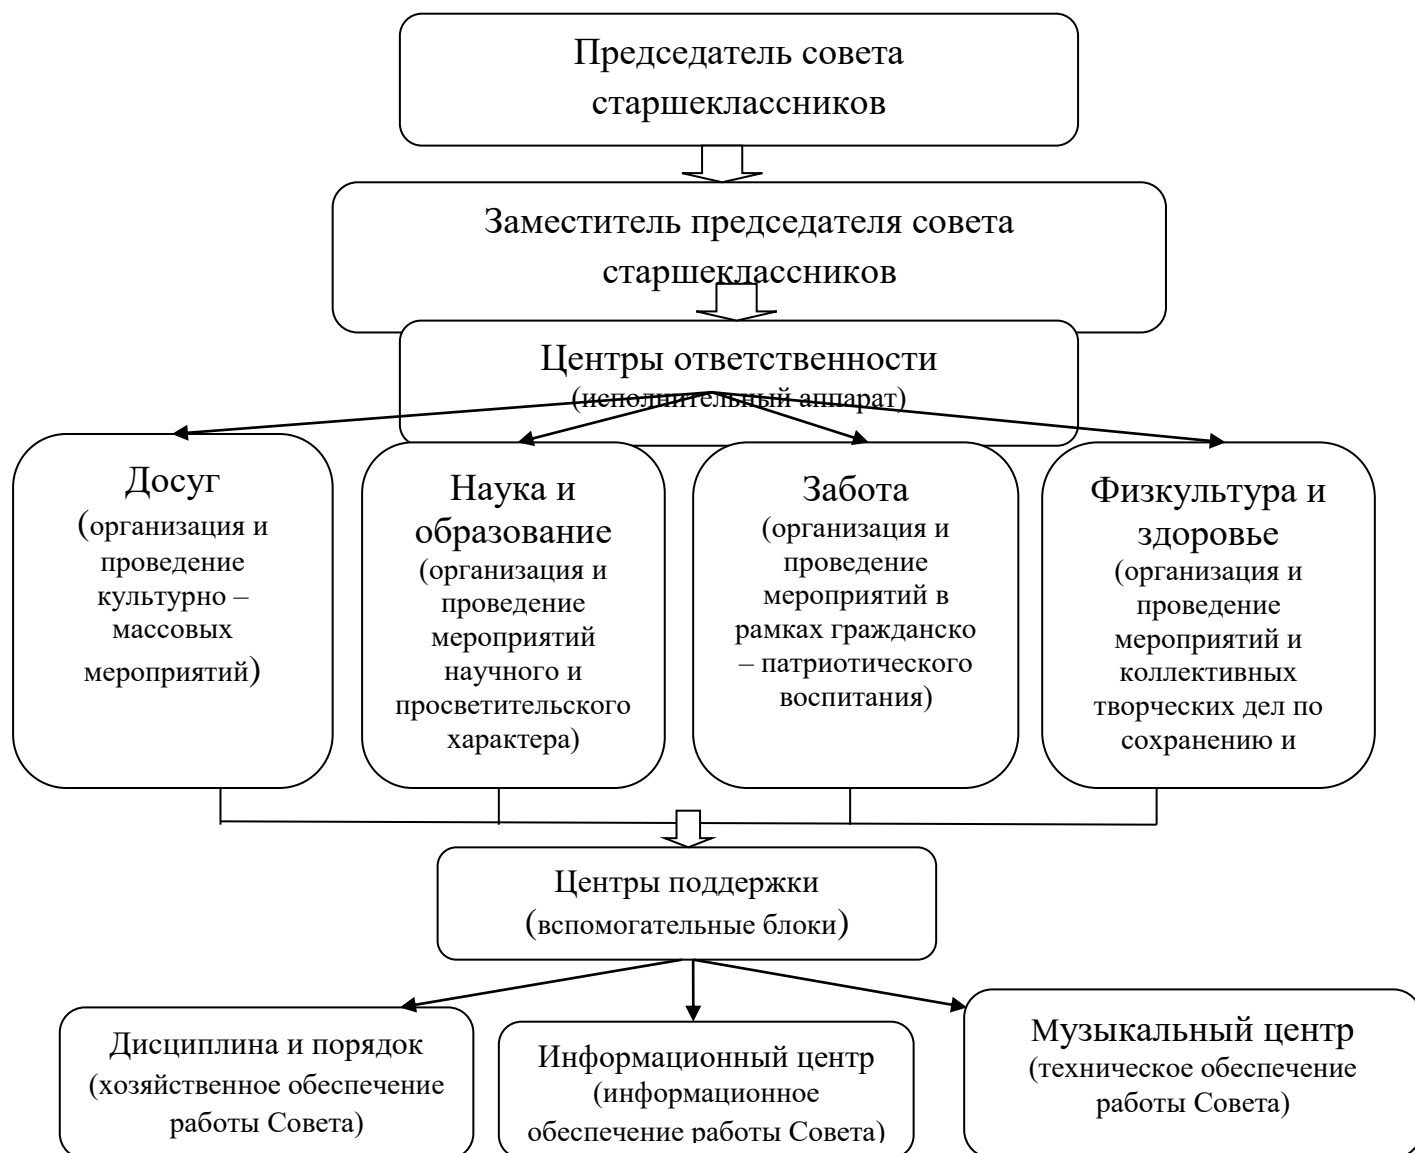 Председатель совета
старшеклассников
Заместитель председателя совета
старшеклассников
Центры ответственности
(исполнительный аппарат)
Досуг
(организация и
проведение
культурно –
массовых
мероприятий)
Наука и
образование
(организация и
проведение
мероприятий
научного и
просветительского
характера)
Забота
(организация и
проведение
мероприятий в
рамках гражданско
– патриотического
воспитания)
Физкультура и
здоровье
(организация и
проведение
мероприятий и
коллективных
творческих дел по
сохранению и
Центры поддержки
(вспомогательные блоки)
Дисциплина и порядок
(хозяйственное обеспечение
работы Совета)
Информационный центр
(информационное
обеспечение работы Совета)
Музыкальный центр
(техническое обеспечение
работы Совета)